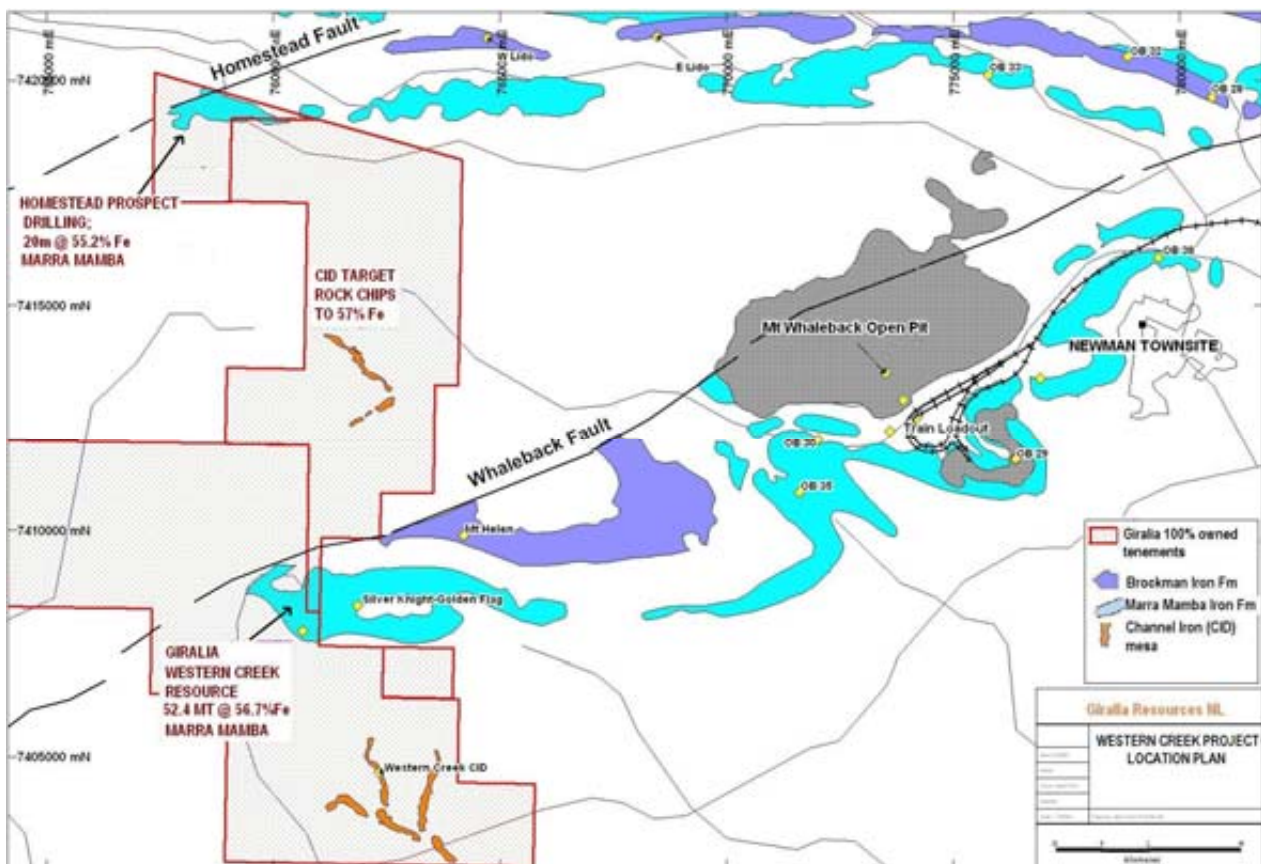 Homestead Fault
Lido
E Lido
OB 32
OB 33
7420000 mN
HOMESTEAD PROSPECT
DRILLING;
20m @ 55.2% Fe
MARRA MAMBA
CID TARGET
ROCK CHIPS
TO 57% Fe
7415000 mN
Mt Whaleback Open Pit
NEWMAN TOWNSITE
Train Loadout
Whaleback Fault
OB 30
OB 29
OB 35
7410000 mN
Mt Helen
Silver Knight-Golden Flag
GIRALIA
WESTERN CREEK
RESOURCE
52.4 MT @ 56.7%Fe
MARRA MAMBA
7405000 mN
Western Creek CID
Giralia 100% owned
tenements
Brockman Iron Fm
Marra Mamba Iron Fm
Channel Iron (CID)
mesa
Giralia Resources NL
WESTERN CREEK PROJECT
LOCATION PLAN